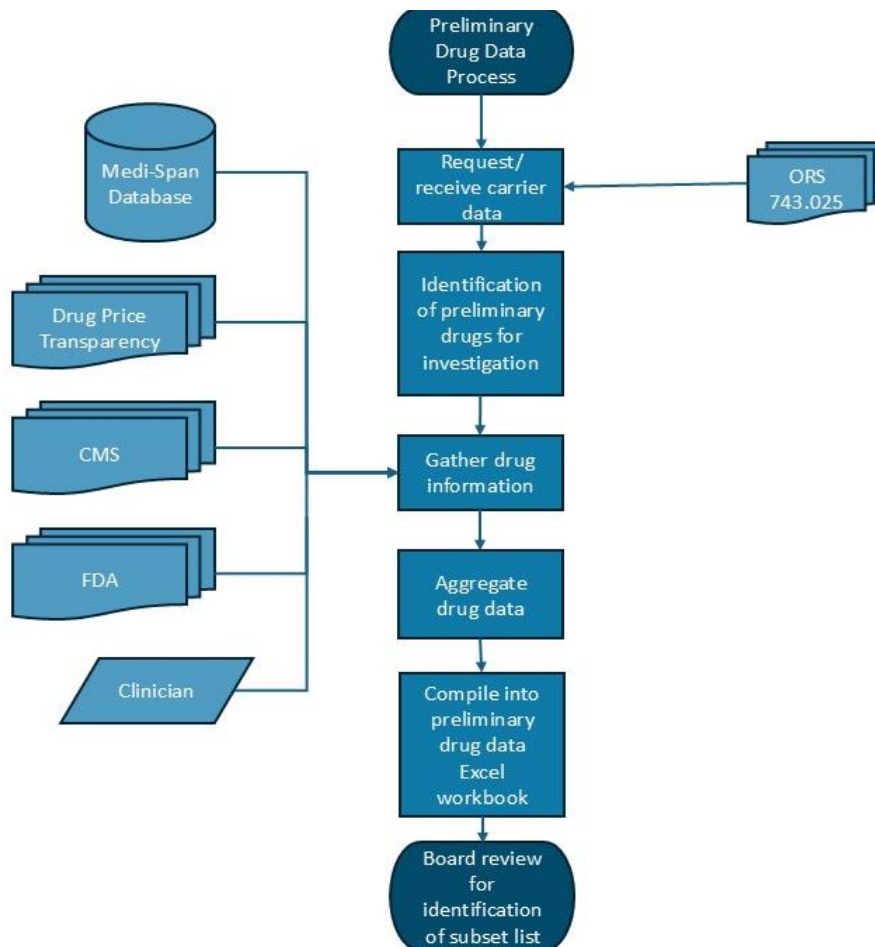 Preliminary
Drug Data
Process
Medi-Span
Database
Request/
receive carrier
data
ORS
743.025
Identification
of preliminary
drugs for
investigation
Drug Price
Transparency
CMS
Gather drug
information
FDA
Aggregate
drug data
Clinician
Compile into
preliminary
drug data
Excel
workbook
Board review
for
identification
of subset list